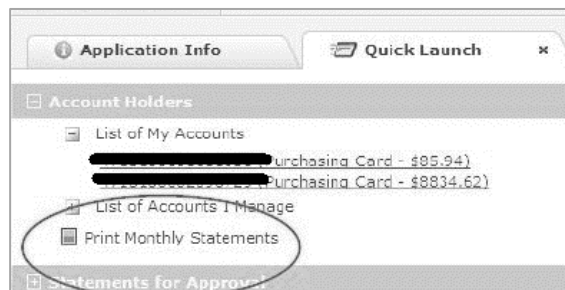 Application Info
Quick Launch
Account Holders
List of My Accounts
(Purchasing Card - $85.94)
(Purchasing Card - $8834.62)
List of Accounts I Manage
Print Monthly Statements
Statements for Approval